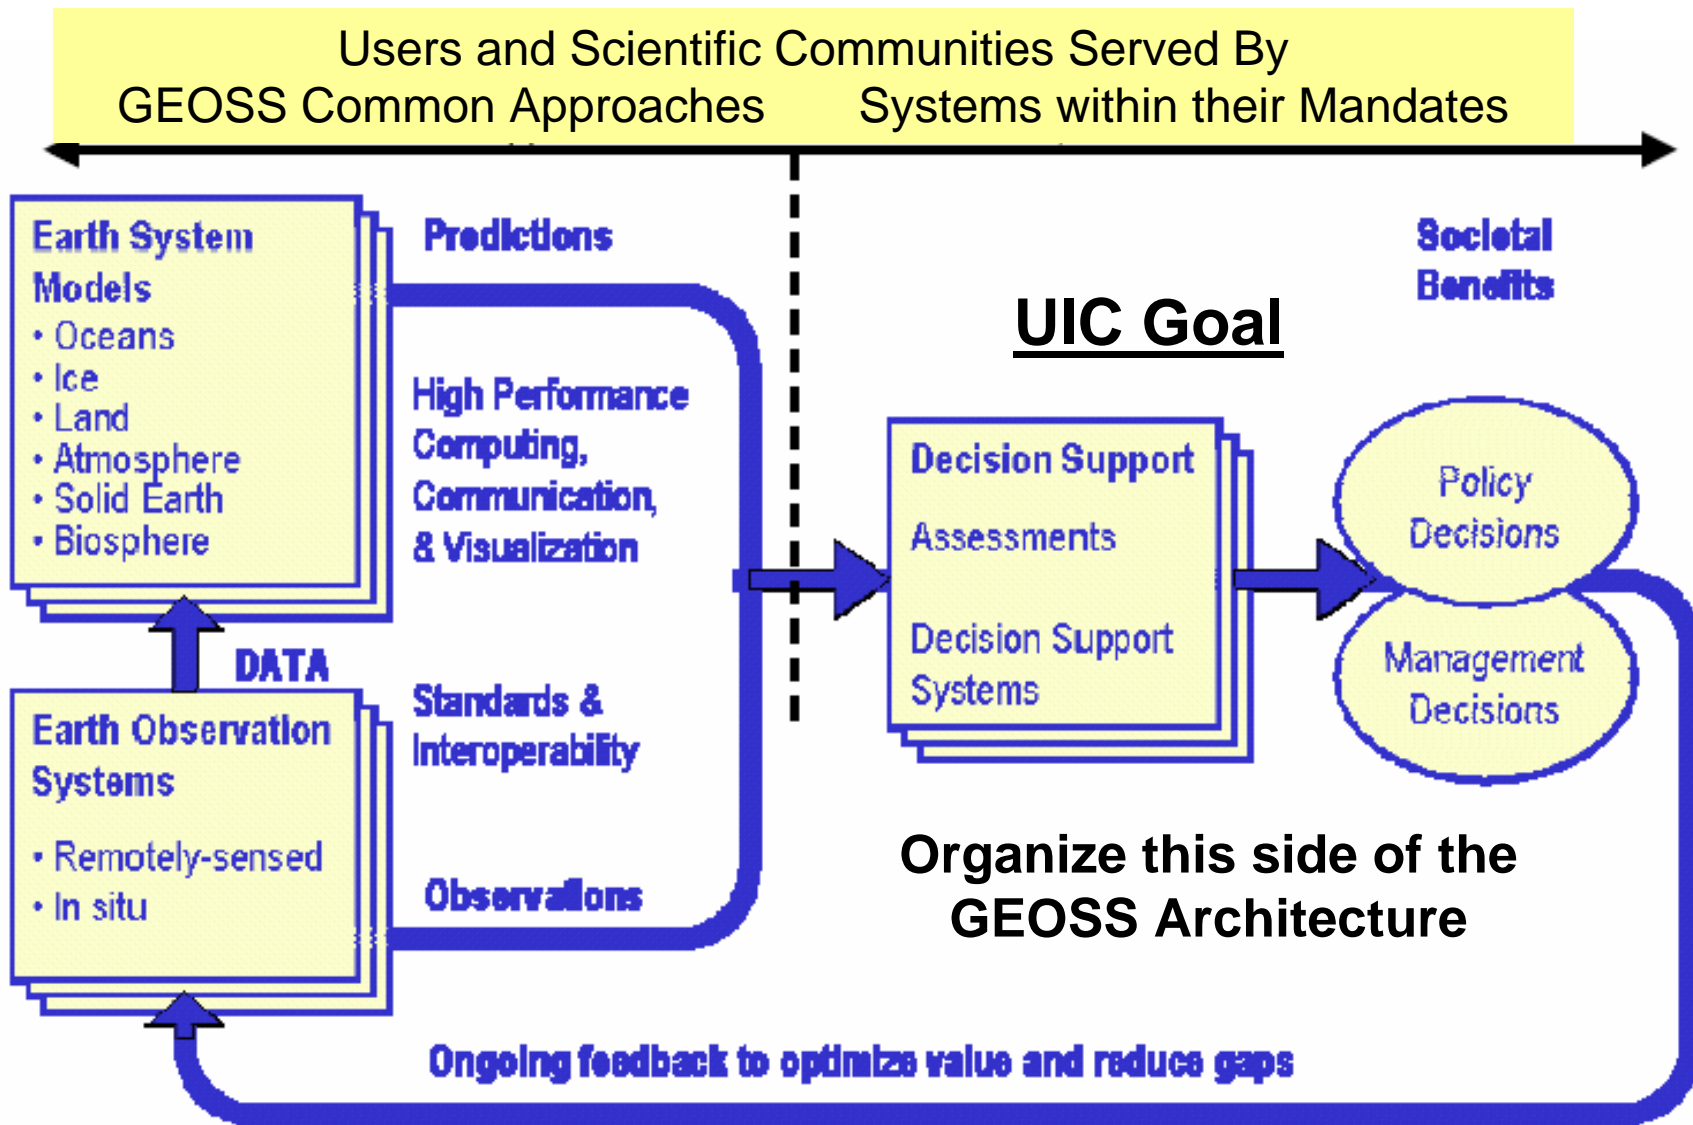 Users and Scientific Communities Served By
GEOSS Common Approaches Systems within their Mandates
Earth System
Models
• Oceans
• Ice
• Land
• Atmosphere
• Solid Earth
• Biosphere
Predictions
High Performance
Computing,
Communication,
& Visualization
DATA
Standards &
Interoperability
Earth Observation
Systems
• Remotely-sensed
• In situ
Observations
UIC Goal
Societal
Benefits
Decision Support
Assessments
Decision Support
Systems
Policy
Decisions
Management
Decisions
Organize this side of the
GEOSS Architecture
Ongoing feedback to optimize value and reduce gaps